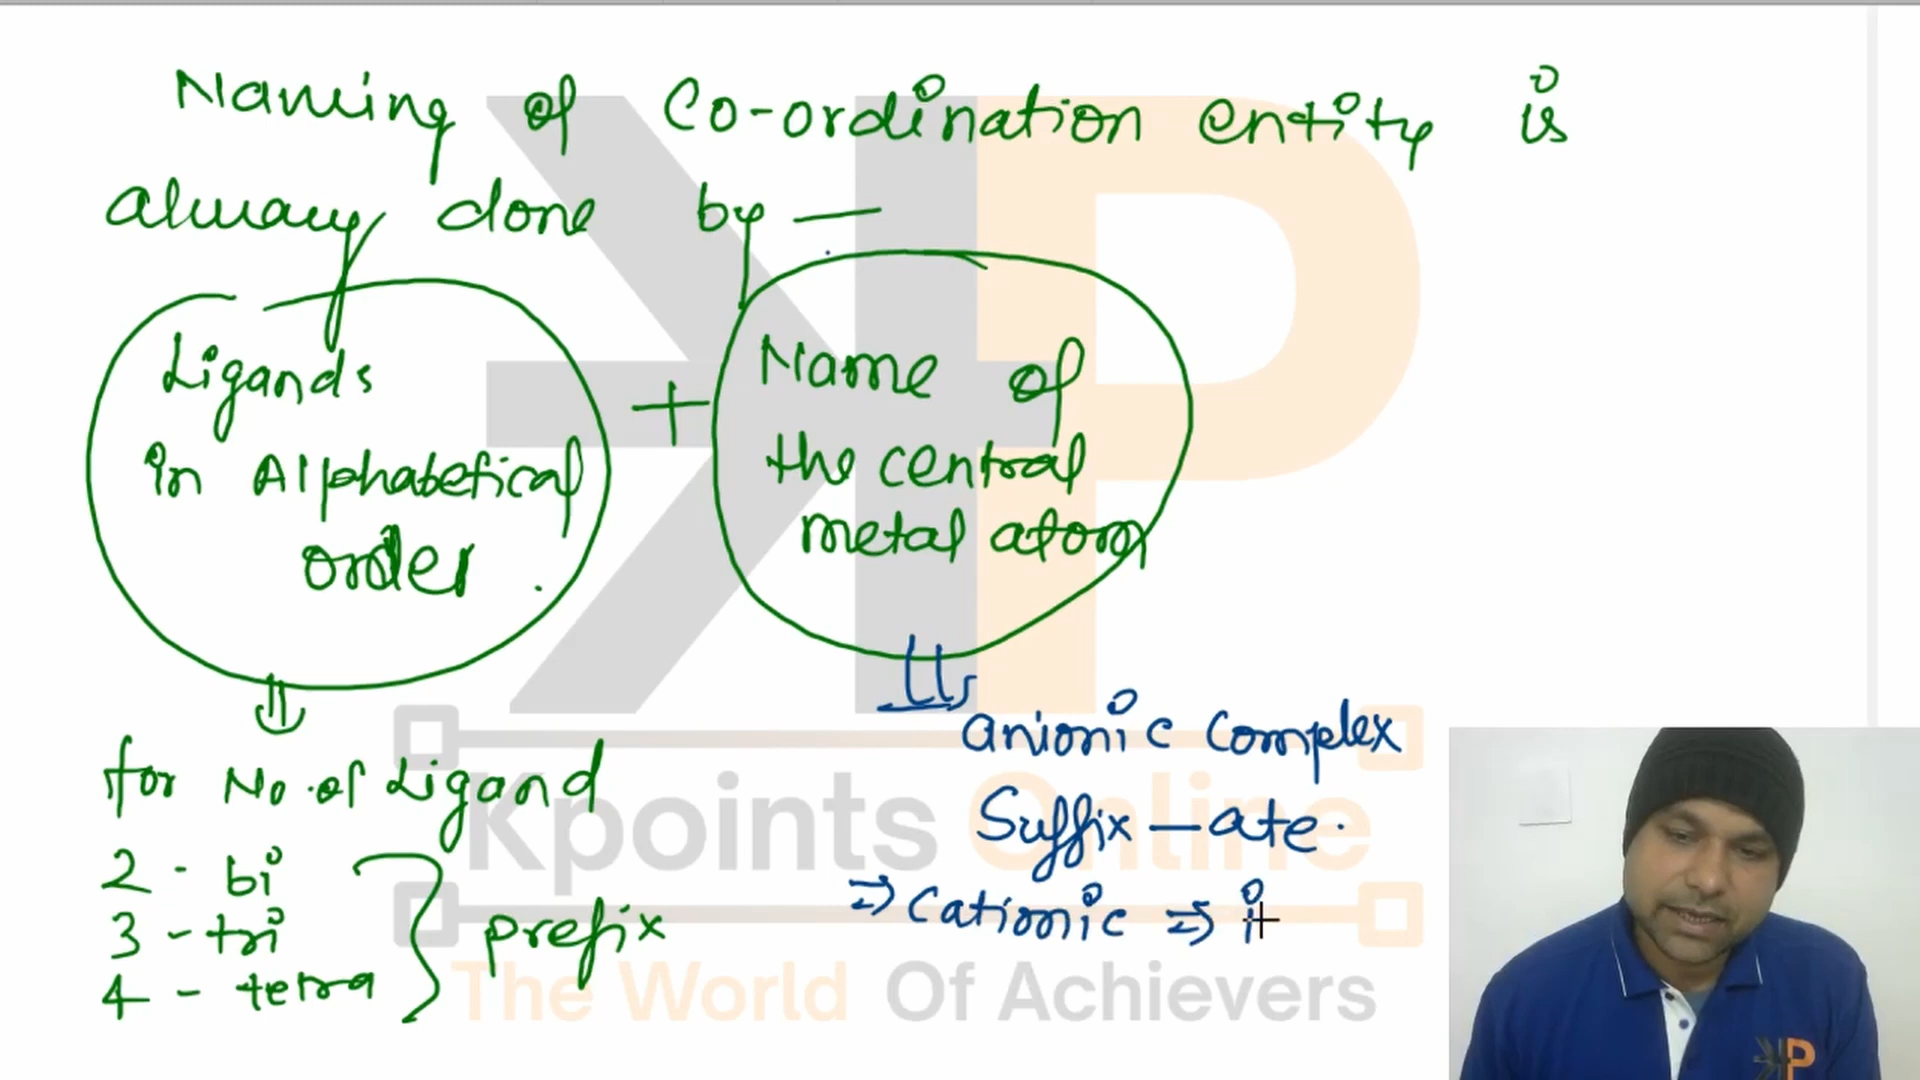 Naming of Co-ordination entity is
always done by —
Ligands
in Alphabetical
order
+
Name of
the central
metal atom
for No. of Ligand
2 - bi
3 - tri
4 - tetra
prefix
anionic complex
Suffix — ate.
⇒ Cationic ⇒ i
Kpoints Online
The World Of Achievers
KP